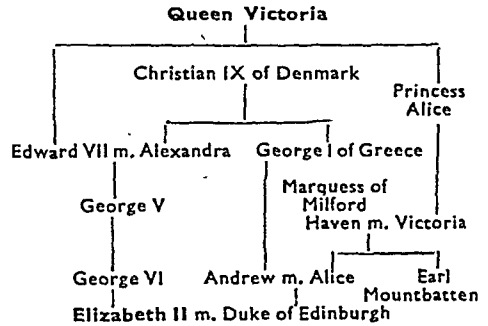 Queen Victoria
Christian IX of Denmark
Princess
Alice
Edward VII m. Alexandra George I of Greece
Marquess of
Milford
Haven m. Victoria
George V
George VI Andrew m. Alice Earl
Mountbatten
Elizabeth II m. Duke of Edinburgh